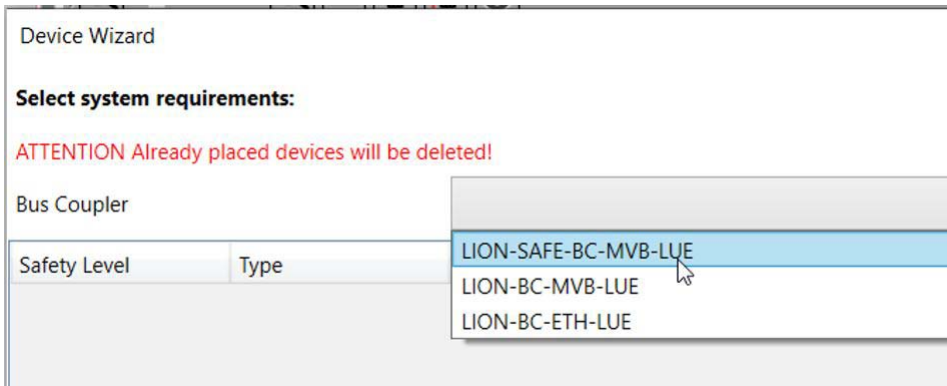 Device Wizard
Select system requirements:
ATTENTION Already placed devices will be deleted!
Bus Coupler
Safety Level Type
LION-SAFE-BC-MVB-LUE
LION-BC-MVB-LUE
LION-BC-ETH-LUE